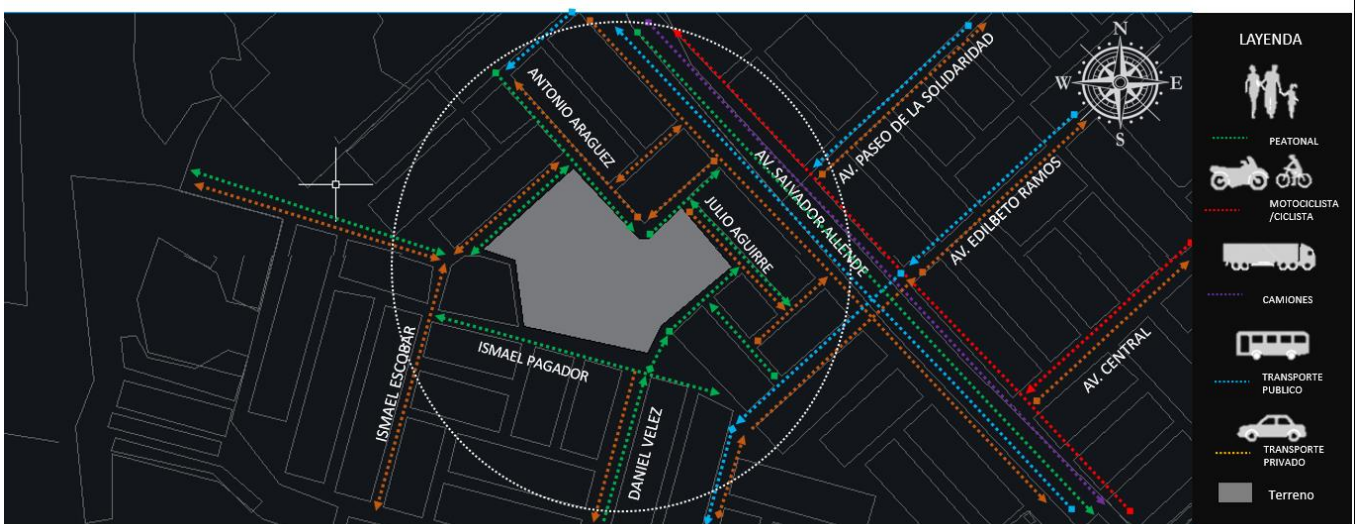 ANTONIO ARAGUEZ
JULIO AGUIRRE
AV. SALVADOR ALLENDE
AV. PASEO DE LA SOLIDARIDAD
AV. EDILBETO RAMOS
AV. CENTRAL
ISMAEL ESCOBAR
ISMAEL PAGADOR
DANIEL VELEZ
N
W
E
S
LAYENDA
PEATONAL
MOTOCICLISTA
/CICLISTA
CAMIONES
TRANSPORTE
PUBLICO
TRANSPORTE
PRIVADO
Terreno